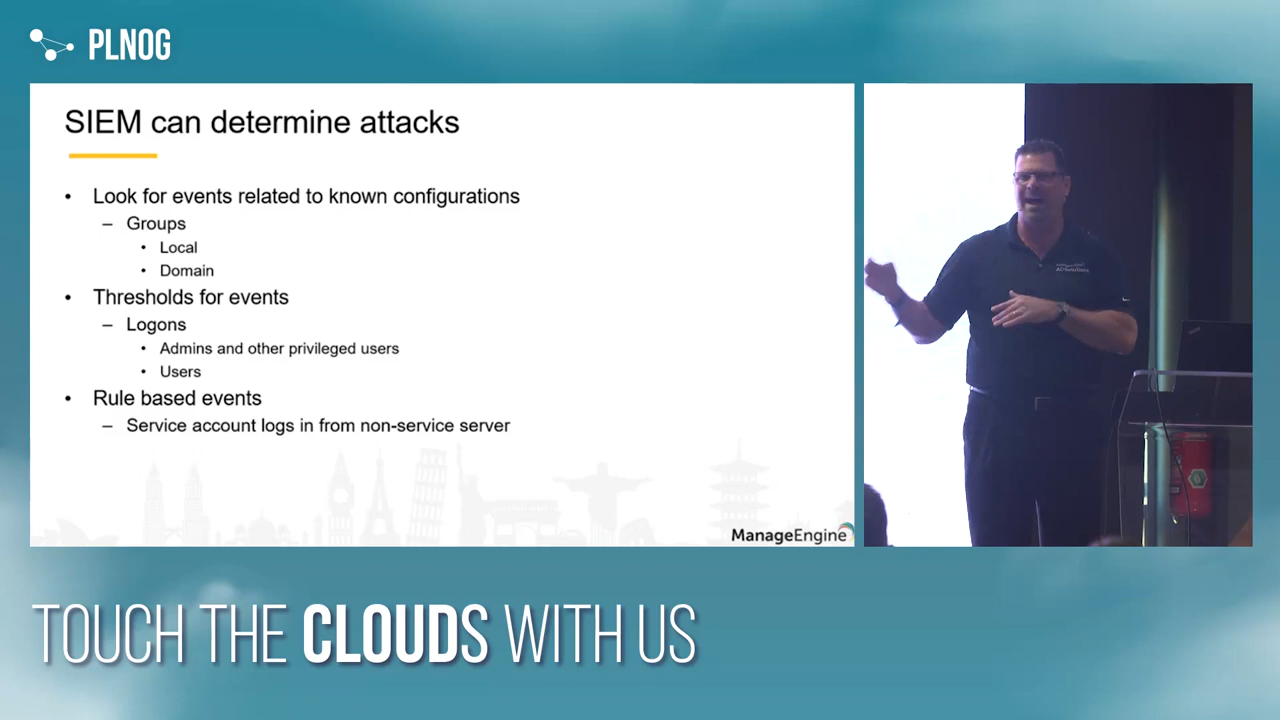 PLNOG
SIEM can determine attacks
• Look for events related to known configurations
– Groups
• Local
• Domain
• Thresholds for events
– Logons
• Admins and other privileged users
• Users
• Rule based events
– Service account logs in from non-service server
ManageEngine
TOUCH THE CLOUDS WITH US